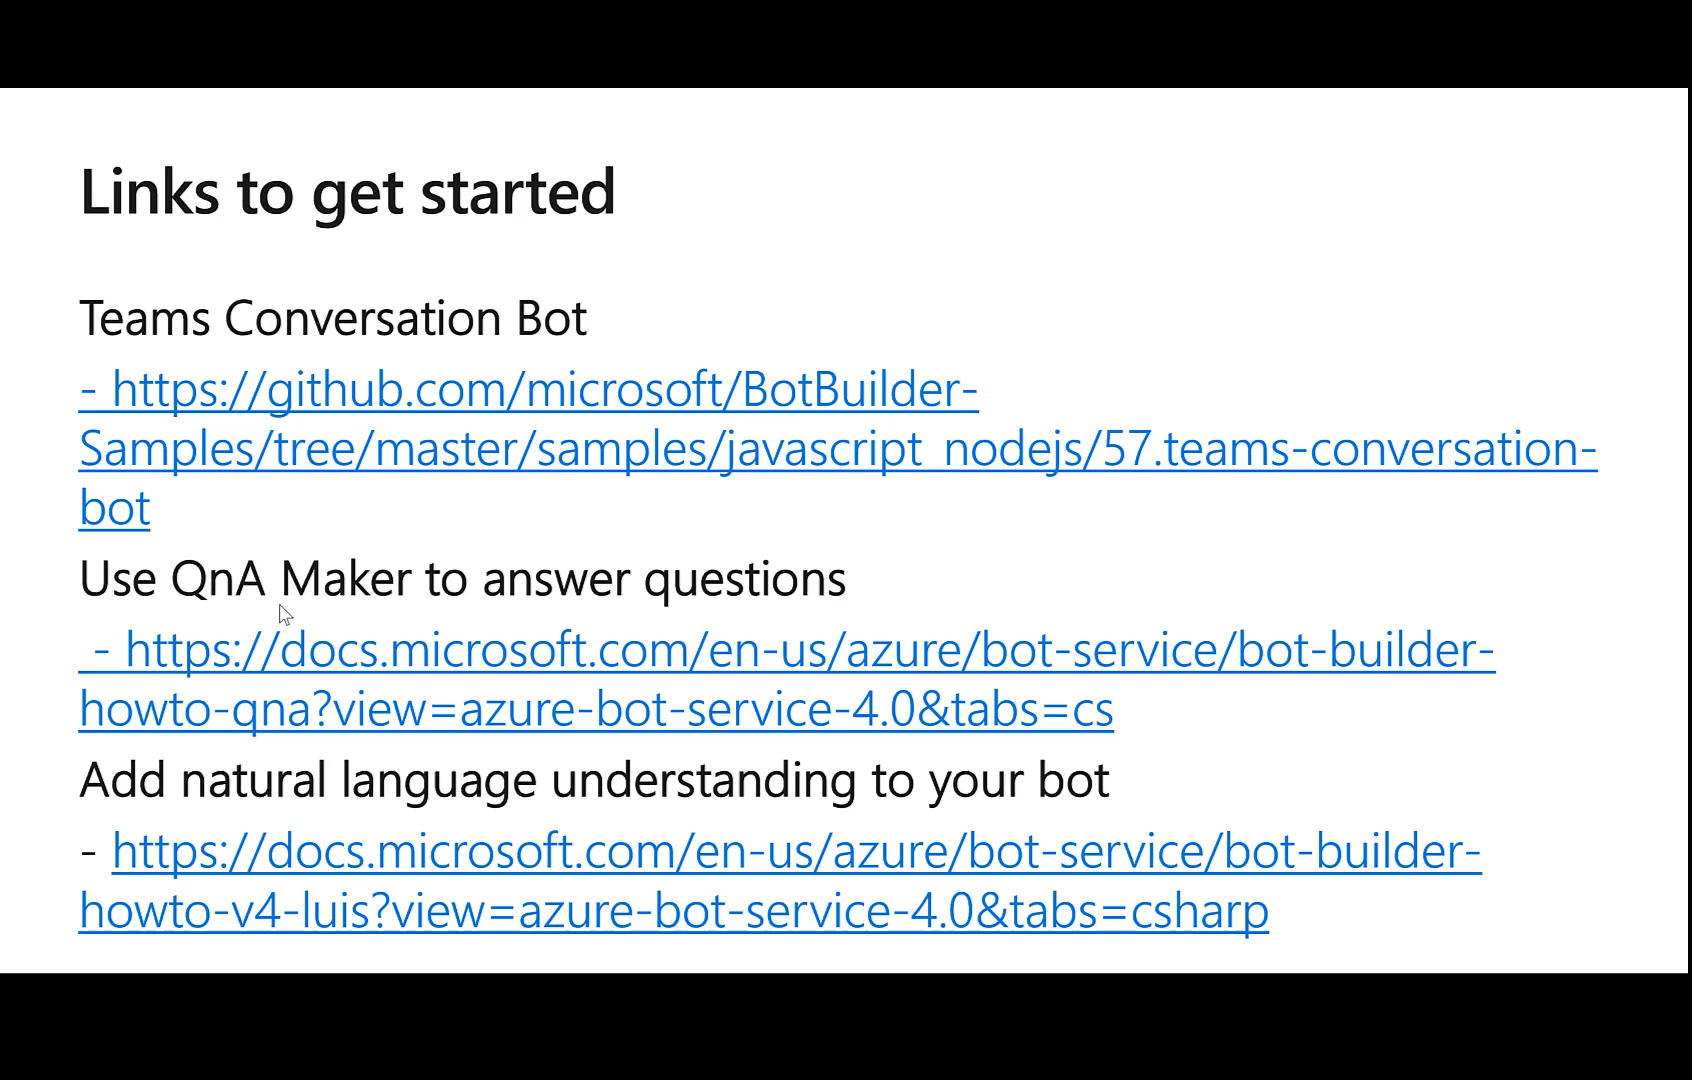 Links to get started
Teams Conversation Bot
- https://github.com/microsoft/BotBuilder-
Samples/tree/master/samples/javascript_nodejs/57.teams-conversation-
bot
Use QnA Maker to answer questions
- https://docs.microsoft.com/en-us/azure/bot-service/bot-builder-
howto-qna?view=azure-bot-service-4.0&tabs=cs
Add natural language understanding to your bot
- https://docs.microsoft.com/en-us/azure/bot-service/bot-builder-
howto-v4-luis?view=azure-bot-service-4.0&tabs=csharp